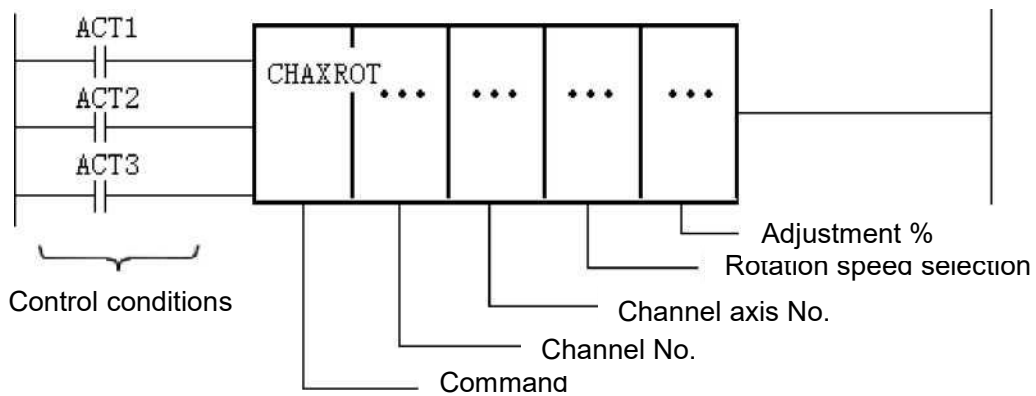 ACT1
CHAXROT ••• ••• ••• •••
ACT2
ACT3
Adjustment %
Rotation speed selection
Control conditions
Channel axis No.
Channel No.
Command